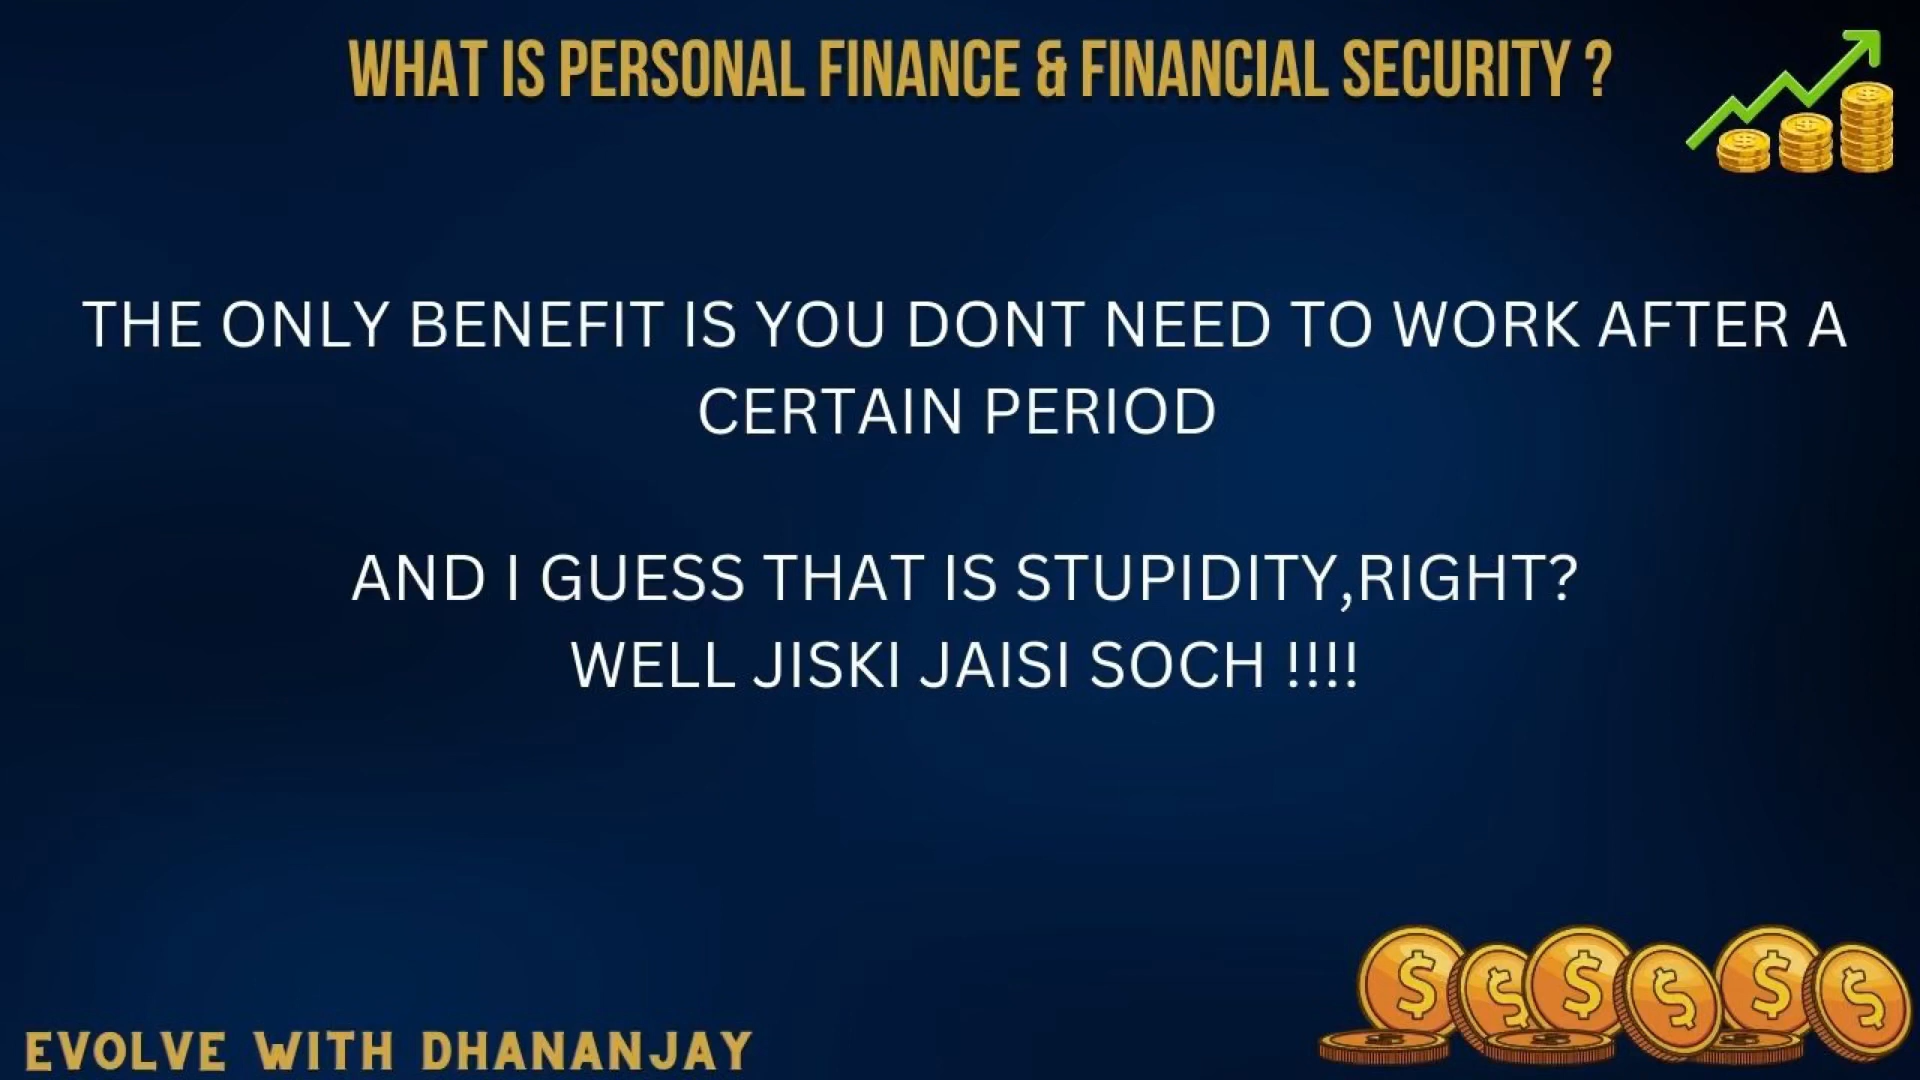 WHAT IS PERSONAL FINANCE & FINANCIAL SECURITY ?
THE ONLY BENEFIT IS YOU DONT NEED TO WORK AFTER A
CERTAIN PERIOD
AND I GUESS THAT IS STUPIDITY,RIGHT?
WELL JISKI JAISI SOCH !!!!
EVOLVE WITH DHANANJAY